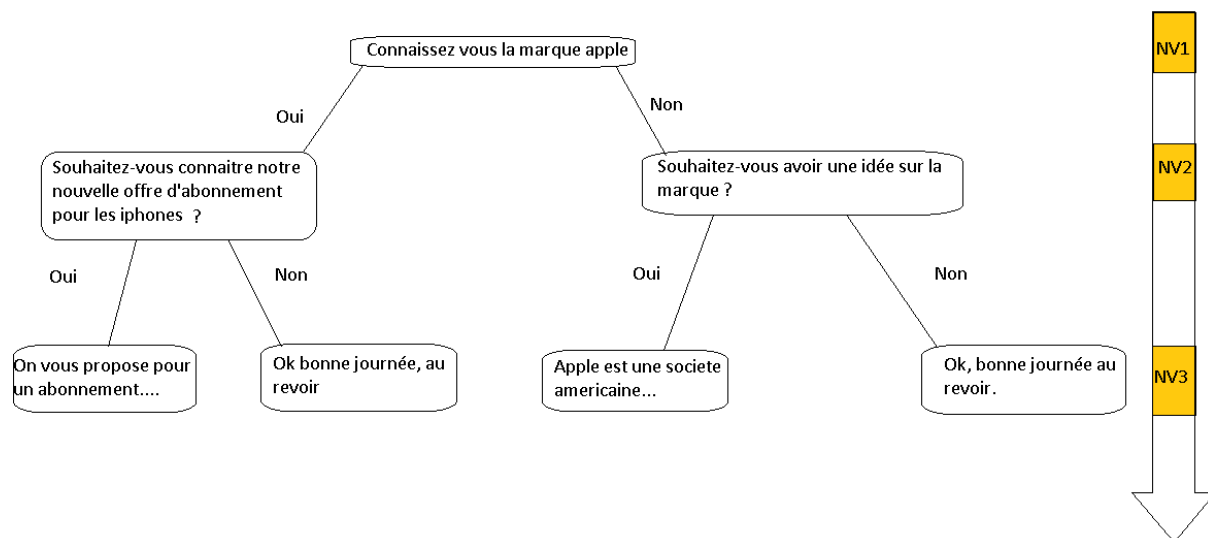 Connaissez vous la marque apple
NV1
Oui
Non
Souhaitez-vous connaitre notre
nouvelle offre d'abonnement
pour les iphones ?
Souhaitez-vous avoir une idée sur la
marque ?
NV2
Oui
Non
Oui
Non
On vous propose pour
un abonnement....
Ok bonne journée, au
revoir
Apple est une societe
americaine...
Ok, bonne journée au
revoir.
NV3